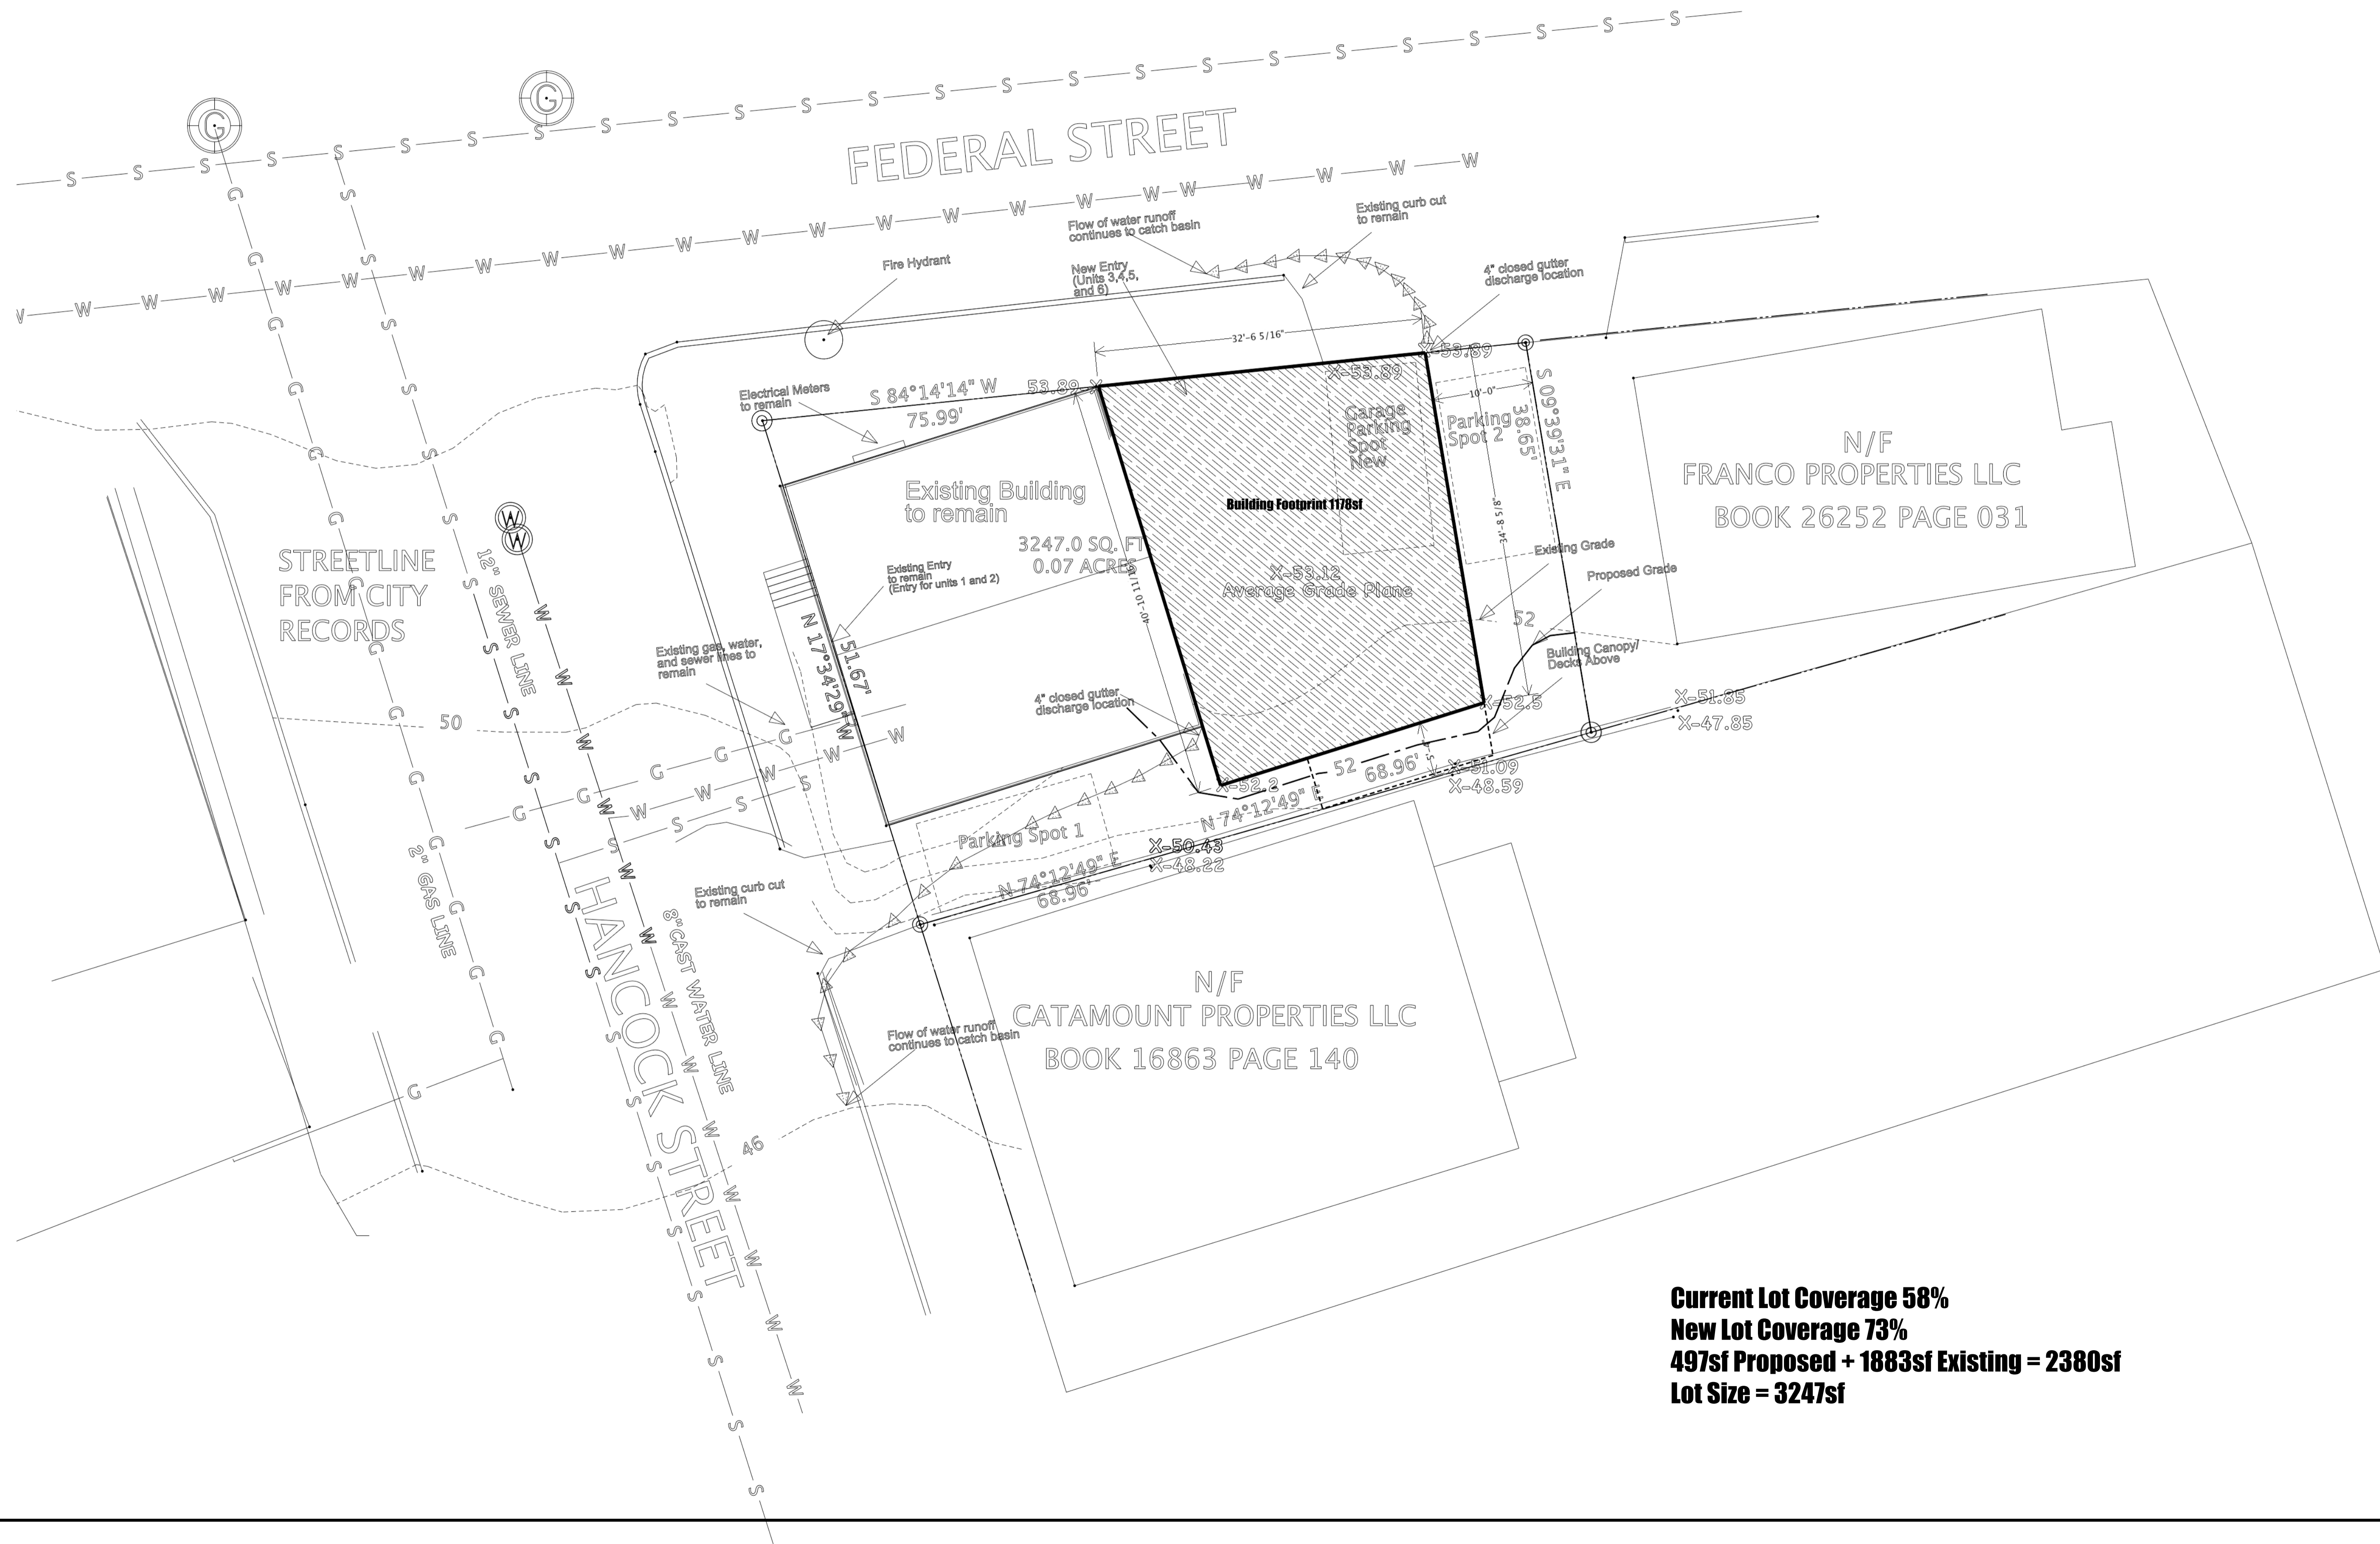 FEDERAL STREET
Flow of water runoff
continues to catch basin
Existing curb cut
to remain
Fire Hydrant
New Entry
(Units 3,4,5,
and 6)
4" closed gutter
discharge location
32'-6 5/16"
X-53.89
53.89 X
X-53.89
S 84°14'14" W
75.99'
Electrical Meters
to remain
Garage
Parking
Spot
New
10'-0"
Parking
Spot 2
S 09°39'31" E
38.65'
N/F
FRANCO PROPERTIES LLC
BOOK 26252 PAGE 031
Existing Building
to remain
Building Footprint 1178sf
34'-8 5/8"
3247.0 SQ. FT
0.07 ACRES
STREETLINE
FROM CITY
RECORDS
12" SEWER LINE
Existing Entry
to remain
(Entry for units 1 and 2)
X-53.12
Average Grade Plane
Existing Grade
Proposed Grade
52
N 17°34'29" W
51.67'
Existing gas, water,
and sewer lines to
remain
Building Canopy/
Decks Above
4" closed gutter
discharge location
X-52.5
X-51.85
X-47.85
50
52
68.96'
X-51.09
X-48.59
X-52.2
N 74°12'49" E
Parking Spot 1
X-50.43
X-48.22
N 74°12'49" E
68.96'
2" GAS LINE
Existing curb cut
to remain
8"CAST WATER LINE
HANCOCK STREET
N/F
CATAMOUNT PROPERTIES LLC
BOOK 16863 PAGE 140
Flow of water runoff
continues to catch basin
46
Current Lot Coverage 58%
New Lot Coverage 73%
497sf Proposed + 1883sf Existing = 2380sf
Lot Size = 3247sf